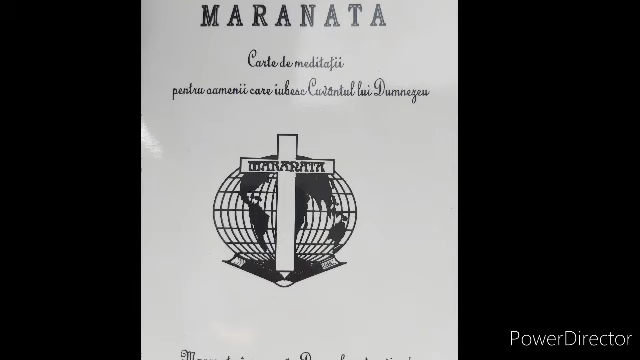 MARANATA
Carte de meditații
pentru oamenii care iubesc Cuvântul lui Dumnezeu
MARANATA
PowerDirector